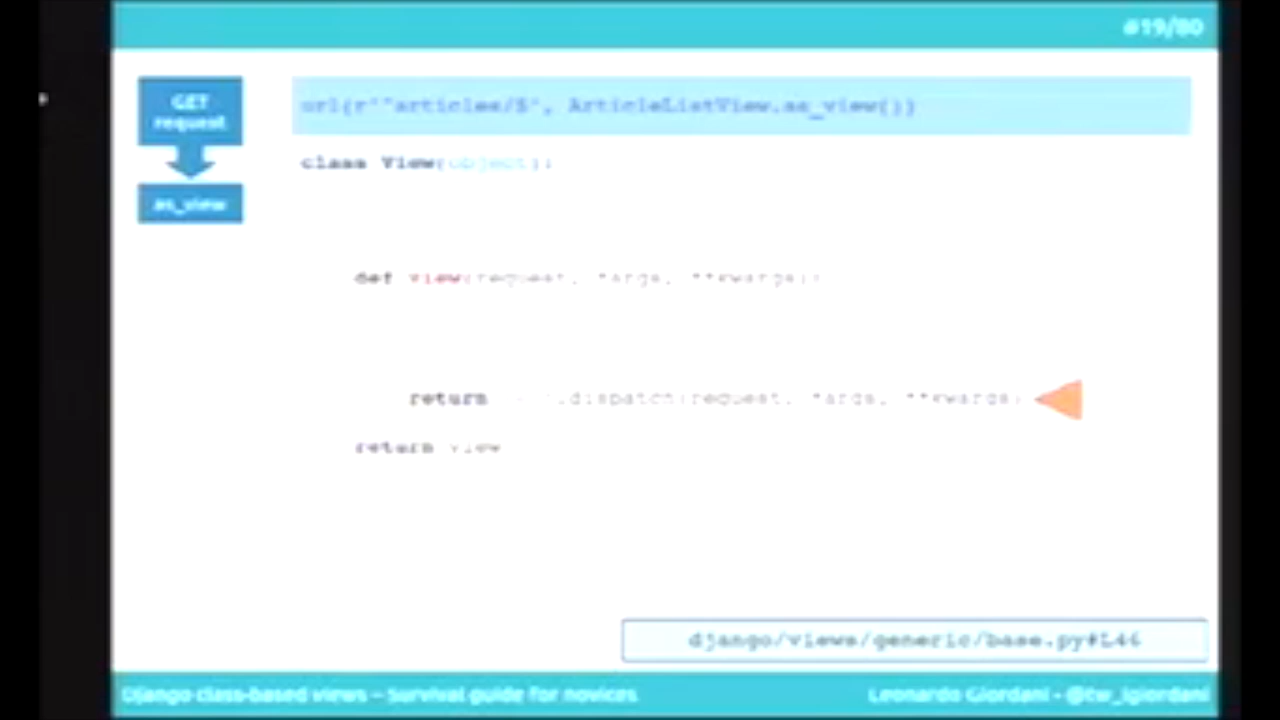 #19/80
GET
request
as_view
url(r'^articles/$', ArticleListView.as_view())
class View(object):
def view(request, *args, **kwargs):
return .dispatch(request, *args, **kwargs)
return view
django/views/generic/base.py#L46
Django class-based views – Survival guide for novices
Leonardo Giordani - @tw_lgiordani